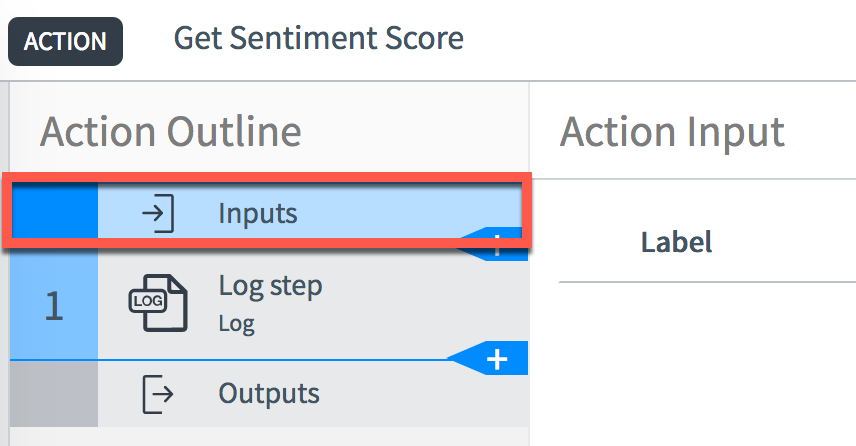 ACTION Get Sentiment Score
Action Outline
Action Input
Inputs
Label
1
Log step
LOG
Log
Outputs